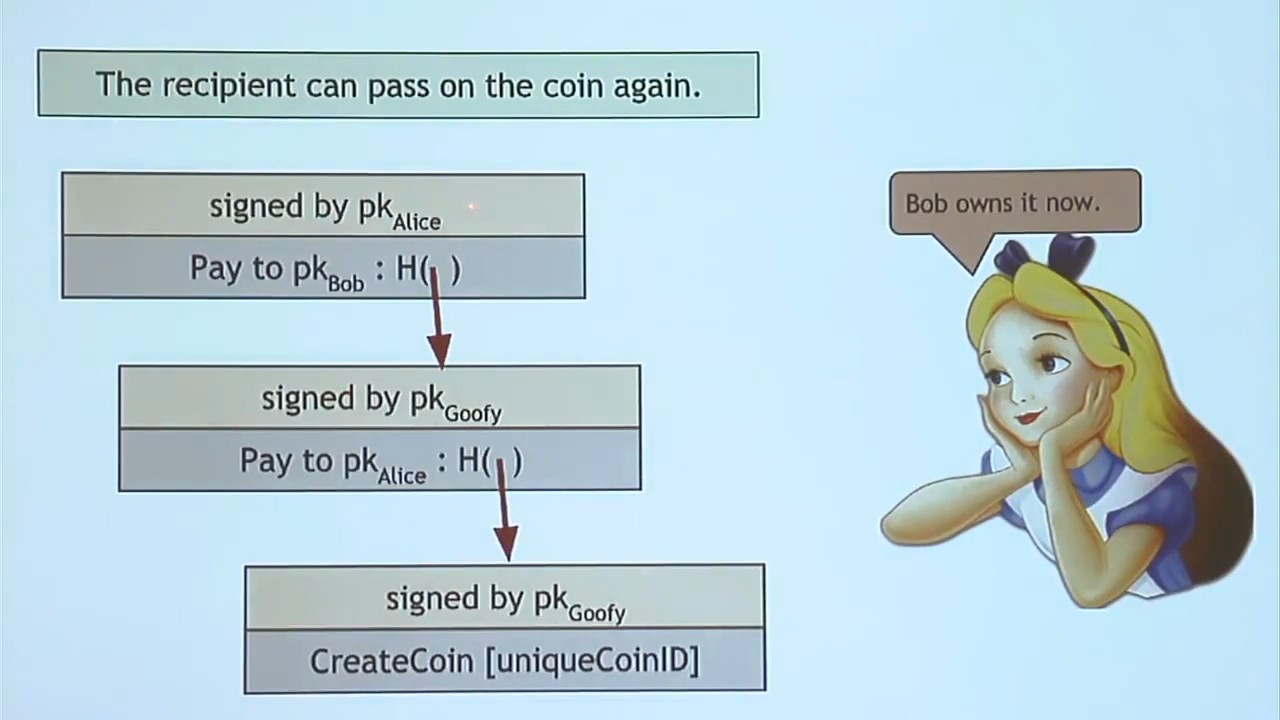 The recipient can pass on the coin again.
signed by pkAlice
Pay to pkBob : H( )
Bob owns it now.
signed by pkGoofy
Pay to pkAlice : H( )
signed by pkGoofy
CreateCoin [uniqueCoinID]